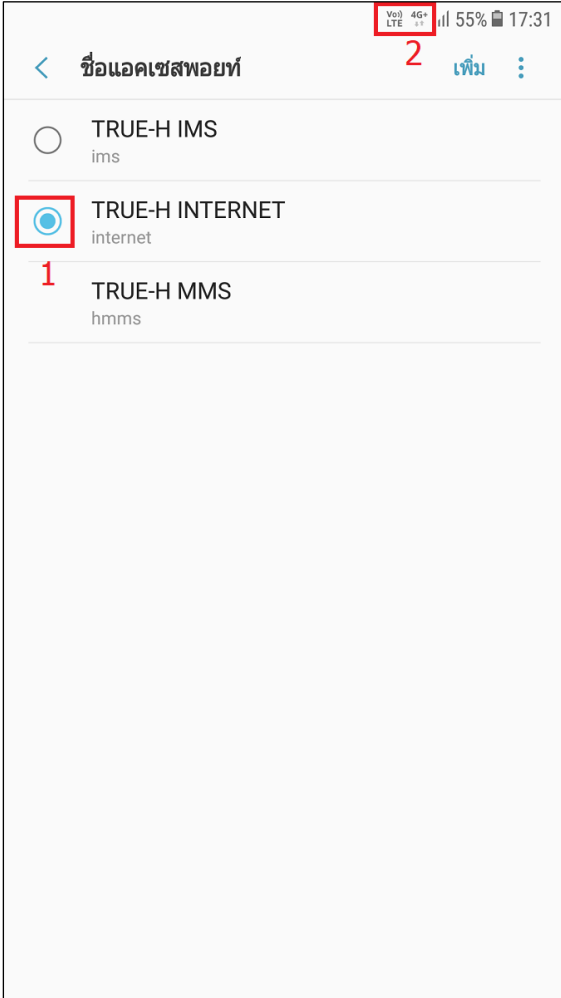 Vo)) LTE 4G+ 55% 17:31
2
ชื่อแอคเซสพอยท์ เพิ่ม
TRUE-H IMS
ims
TRUE-H INTERNET
internet
1
TRUE-H MMS
hmms